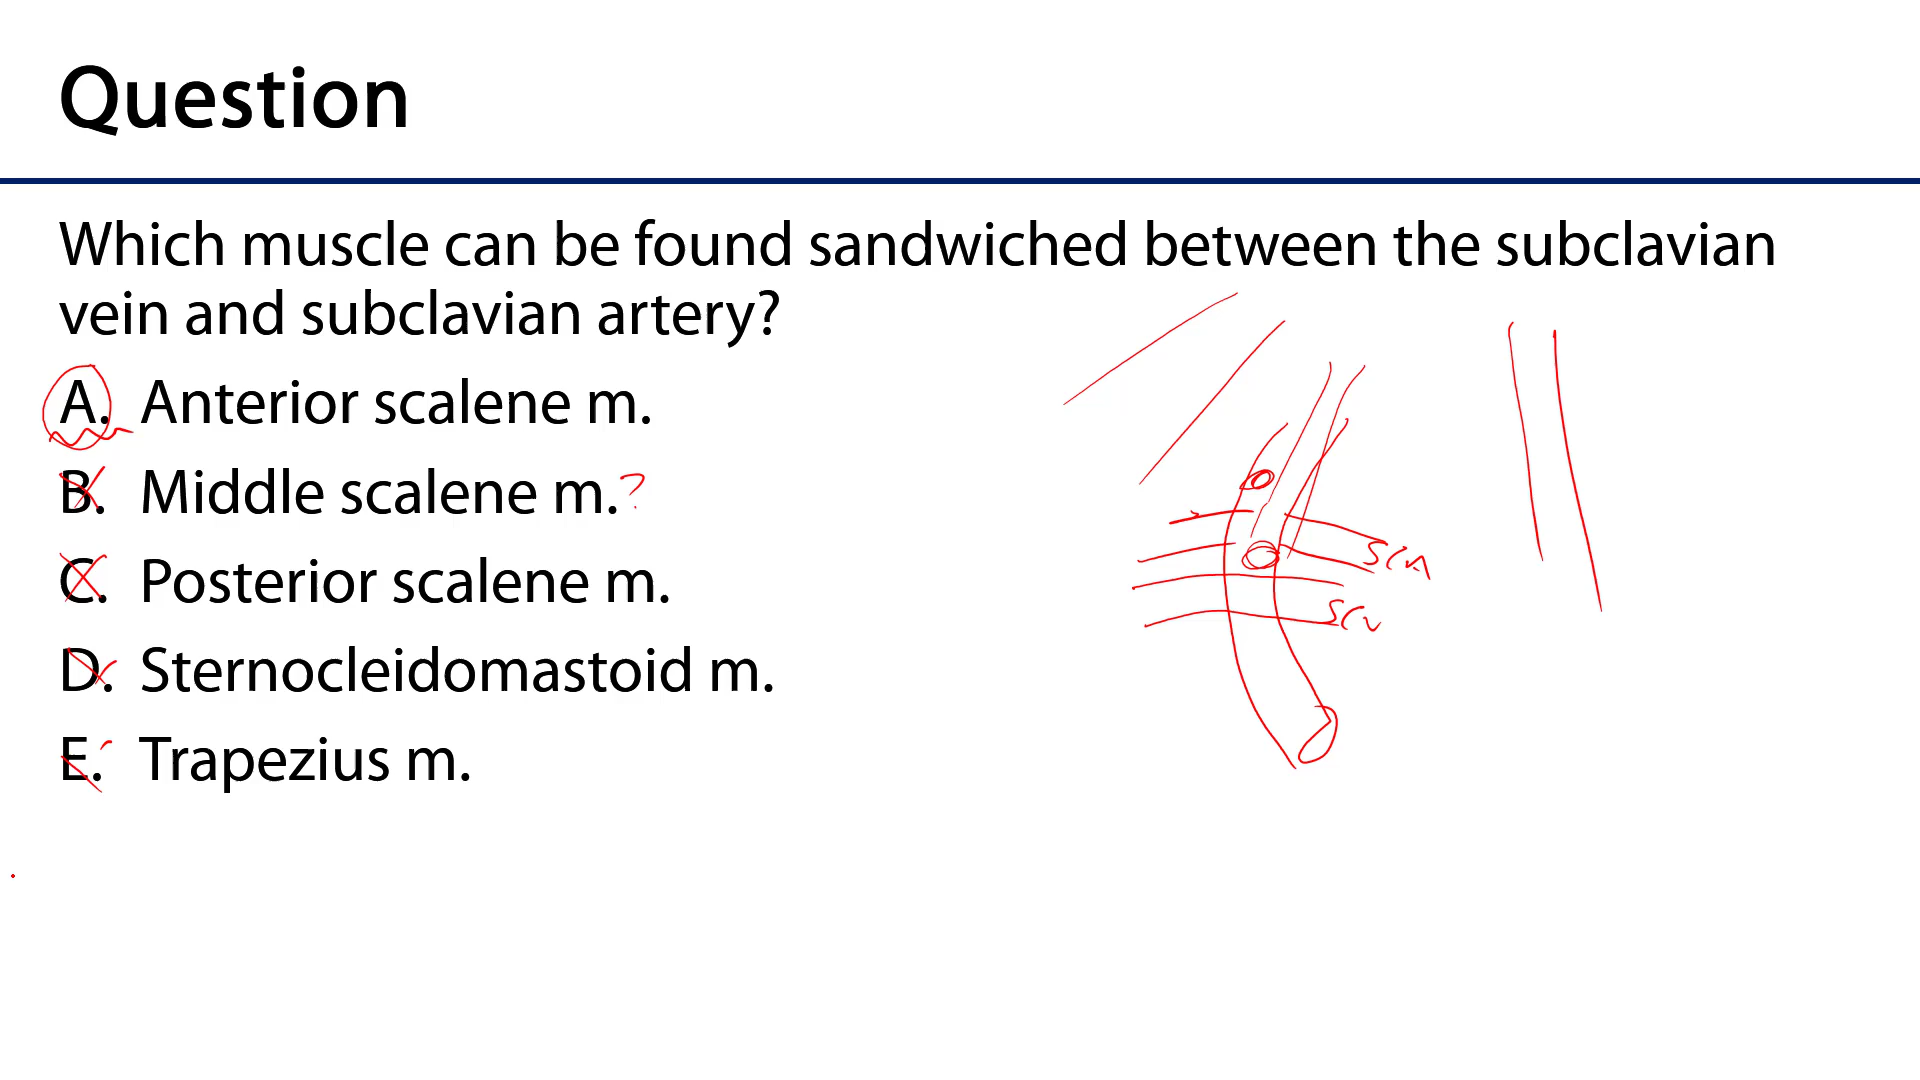 Question
Which muscle can be found sandwiched between the subclavian
vein and subclavian artery?
A. Anterior scalene m.
B. Middle scalene m.?
C. Posterior scalene m.
D. Sternocleidomastoid m.
E. Trapezius m.
SCA
SCV